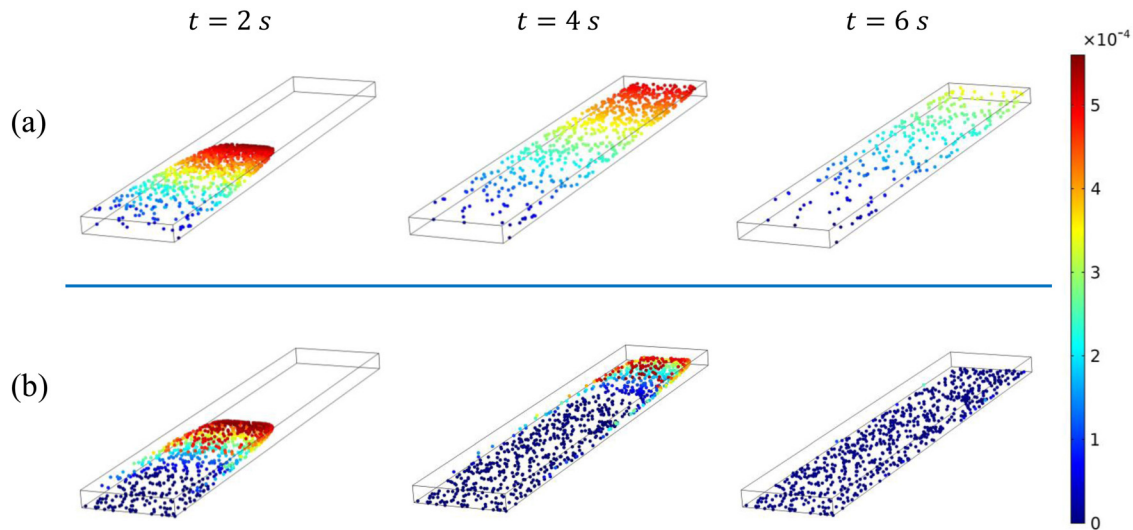 t = 2 s
t = 4 s
t = 6 s
×10⁻⁴
(a)
5
4
3
(b)
2
1
0